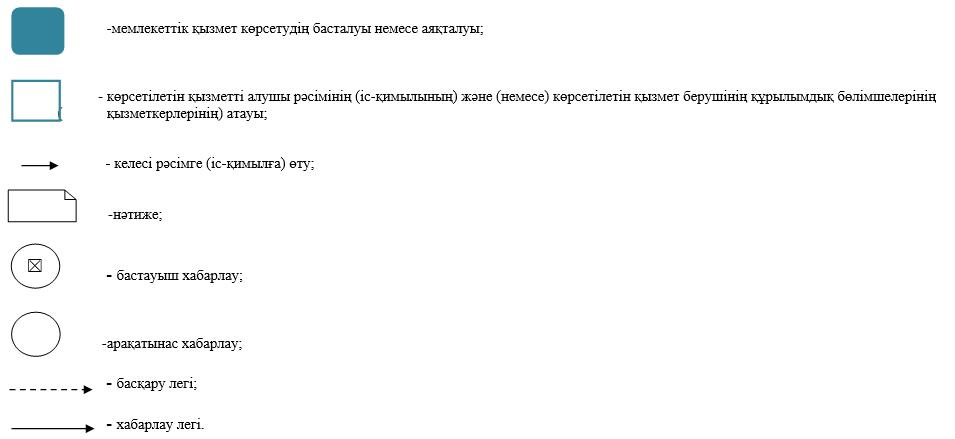 -мемлекеттік қызмет көрсетудің басталуы немесе аяқталуы;
- көрсетілетін қызметті алушы рәсімінің (іс-қимылының) және (немесе) көрсетілетін қызмет берушінің құрылымдық бөлімшелерінің
қызметкерлерінің) атауы;
- келесі рәсімге (іс-қимылға) өту;
-нәтиже;
- бастауыш хабарлау;
-арақатынас хабарлау;
- басқару легі;
- хабарлау легі.